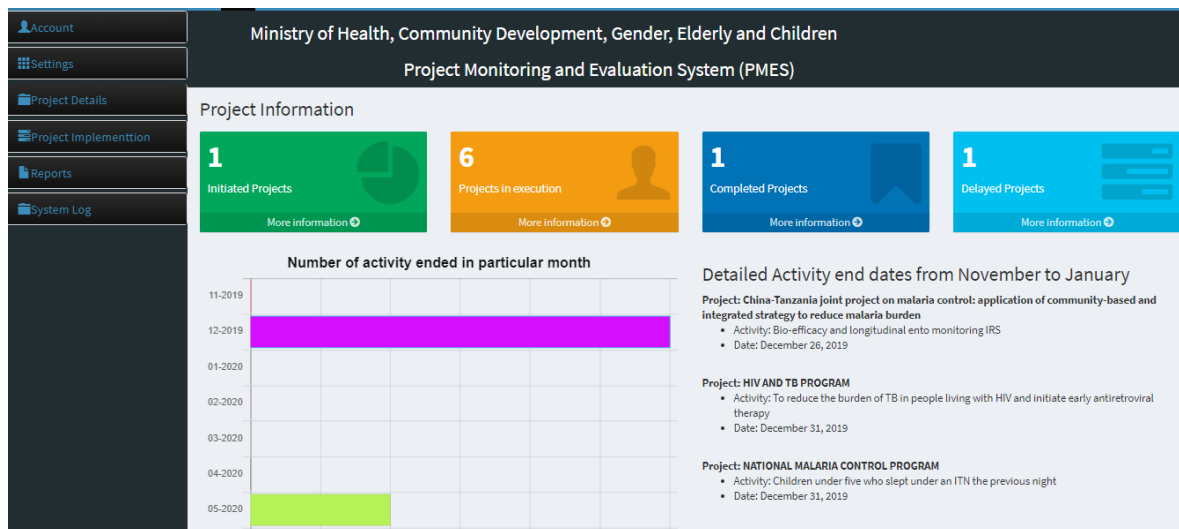 Account
Settings
Project Details
Project Implementtion
Reports
System Log
Ministry of Health, Community Development, Gender, Elderly and Children
Project Monitoring and Evaluation System (PMES)
Project Information
1
Initiated Projects
More information
6
Projects in execution
More information
1
Completed Projects
More information
1
Delayed Projects
More information
Number of activity ended in particular month
11-2019
12-2019
01-2020
02-2020
03-2020
04-2020
05-2020
Detailed Activity end dates from November to January
Project: China-Tanzania joint project on malaria control: application of community-based and
integrated strategy to reduce malaria burden
• Activity: Bio-efficacy and longitudinal ento monitoring IRS
• Date: December 26, 2019
Project: HIV AND TB PROGRAM
• Activity: To reduce the burden of TB in people living with HIV and initiate early antiretroviral
therapy
• Date: December 31, 2019
Project: NATIONAL MALARIA CONTROL PROGRAM
• Activity: Children under five who slept under an ITN the previous night
• Date: December 31, 2019